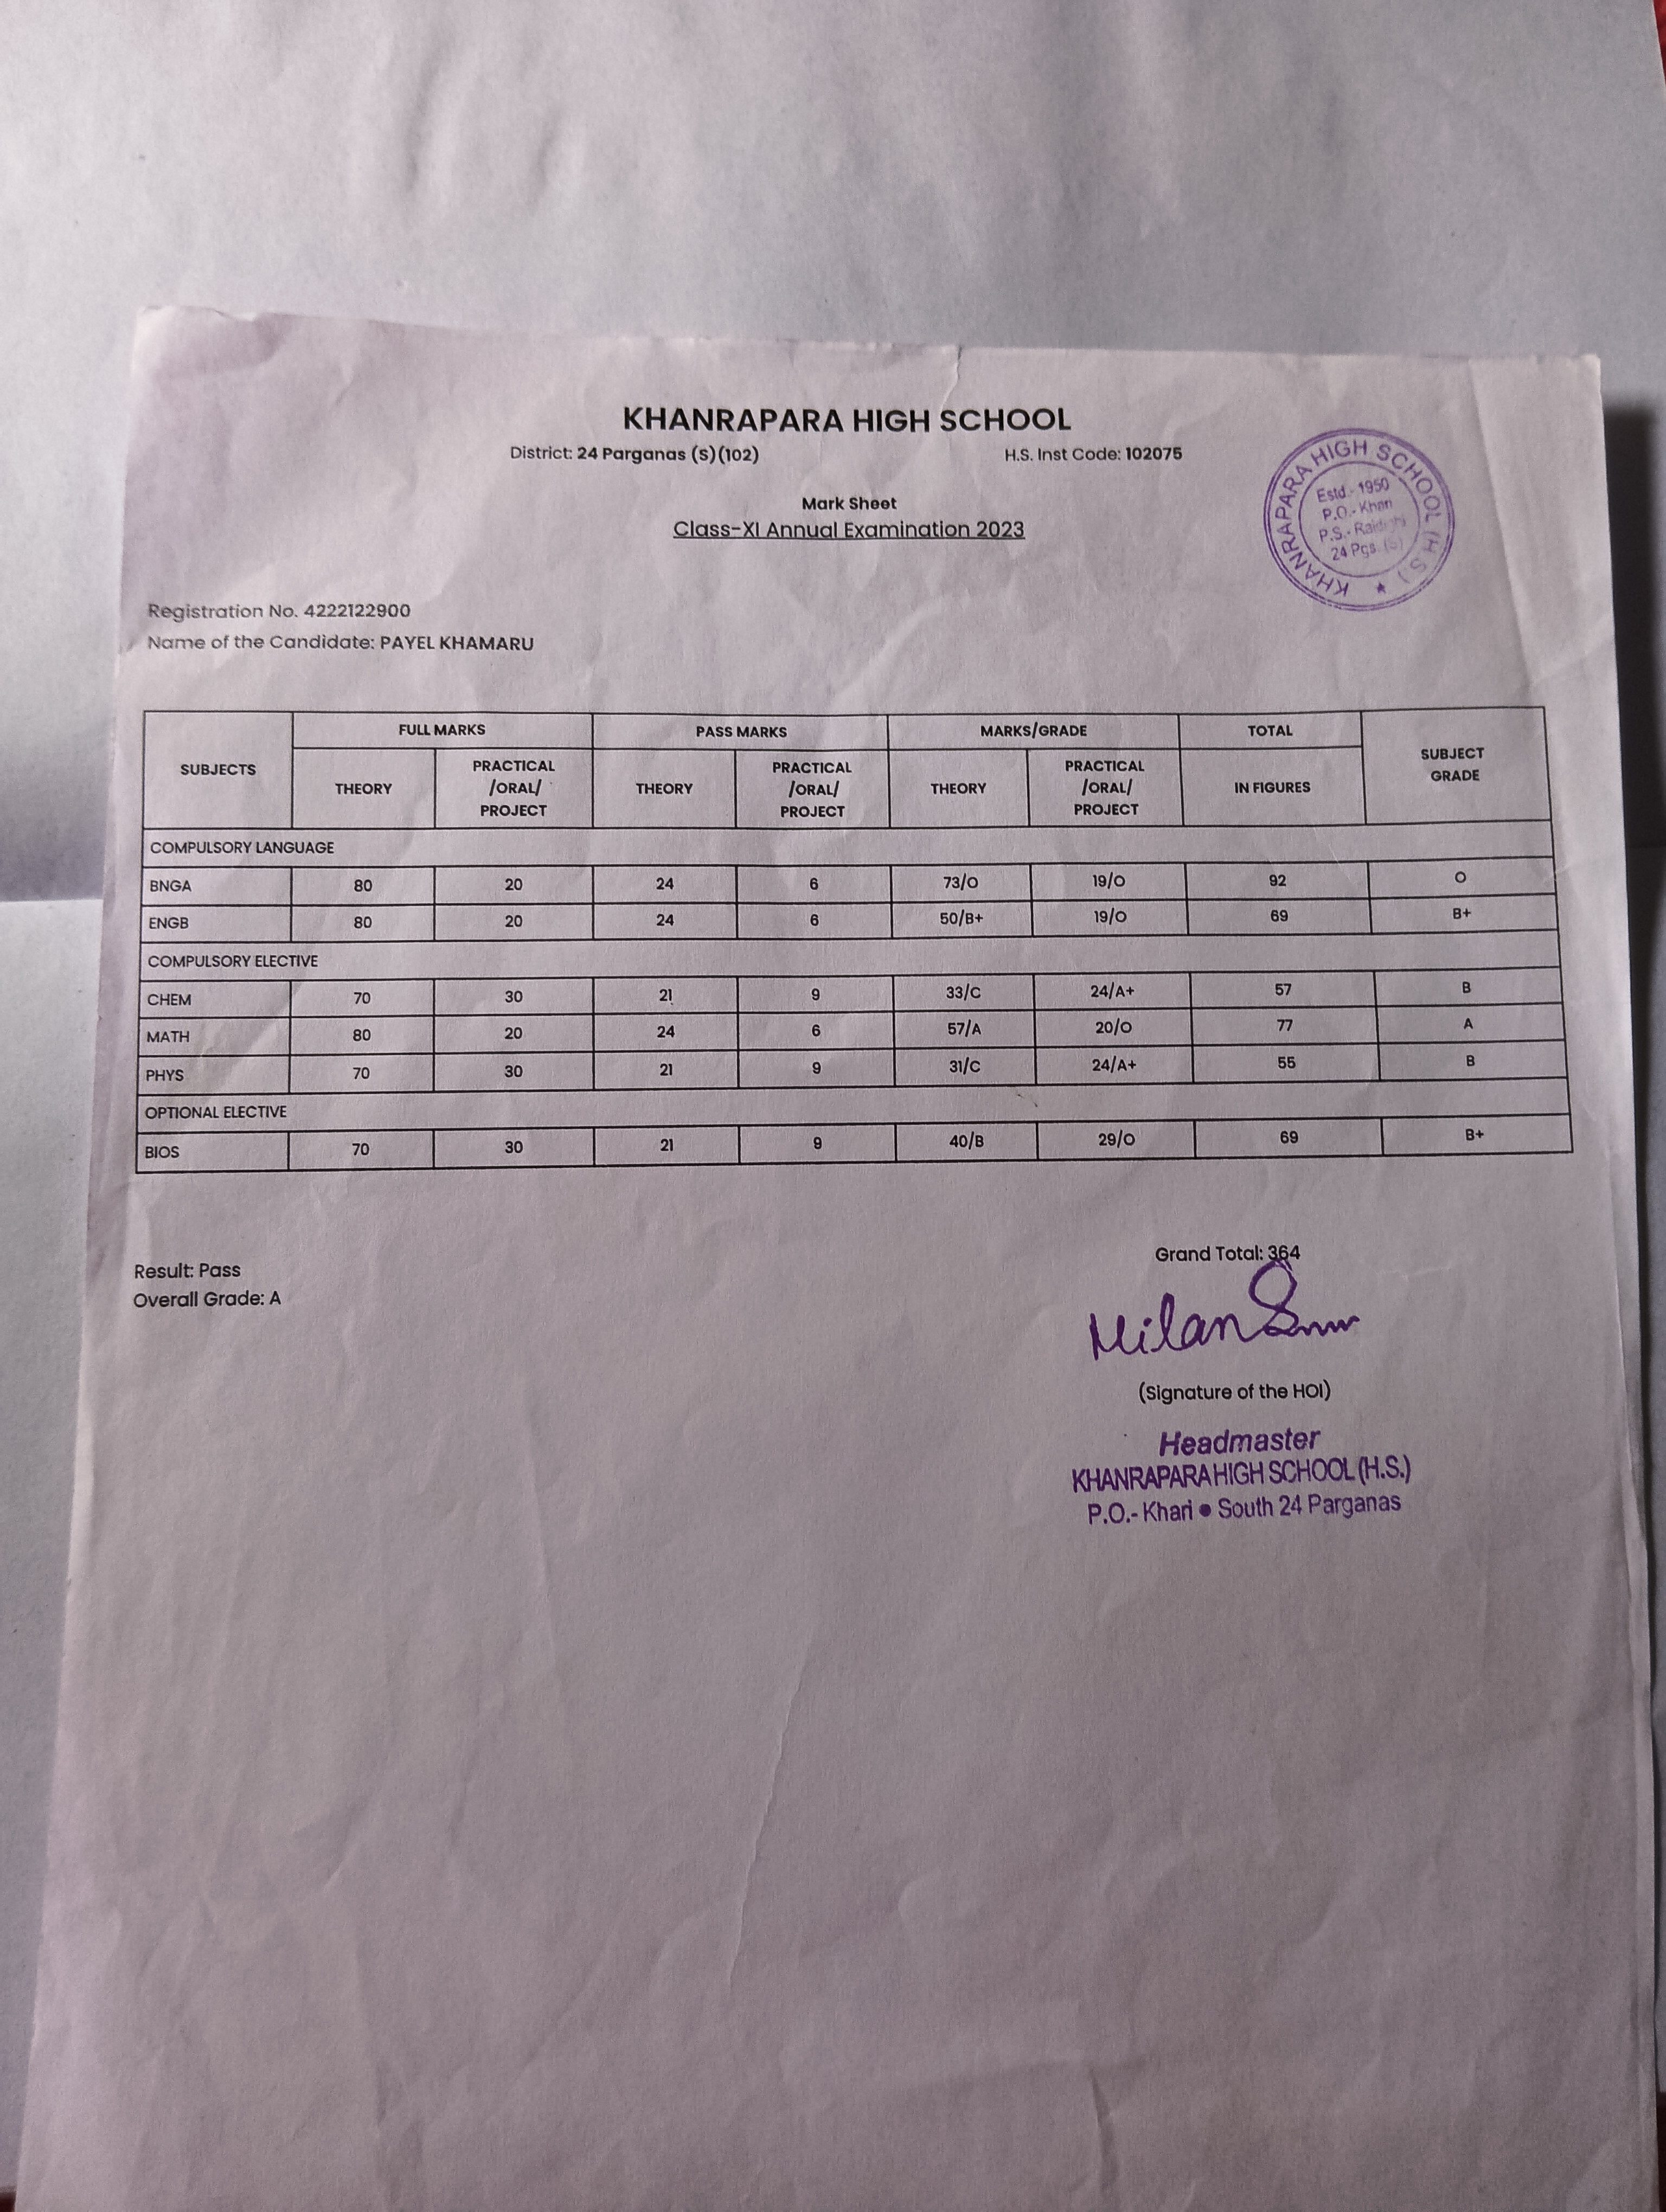 KHANRAPARA HIGH SCHOOL
District: 24 Parganas (S)(102) H.S. Inst Code: 102075
KHANRAPARA HIGH SCHOOL (H.S.) ★
Estd.- 1950
P.O.- Khari
P.S.- Raidighi
24 Pgs. (S)
Mark Sheet
Class-XI Annual Examination 2023
Registration No. 4222122900
Name of the Candidate: PAYEL KHAMARU
SUBJECTS FULL MARKS PASS MARKS MARKS/GRADE TOTAL SUBJECT GRADE
THEORY PRACTICAL /ORAL/ PROJECT THEORY PRACTICAL /ORAL/ PROJECT THEORY PRACTICAL /ORAL/ PROJECT IN FIGURES
COMPULSORY LANGUAGE
BNGA 80 20 24 6 73/O 19/O 92 O
ENGB 80 20 24 6 50/B+ 19/O 69 B+
COMPULSORY ELECTIVE
CHEM 70 30 21 9 33/C 24/A+ 57 B
MATH 80 20 24 6 57/A 20/O 77 A
PHYS 70 30 21 9 31/C 24/A+ 55 B
OPTIONAL ELECTIVE
BIOS 70 30 21 9 40/B 29/O 69 B+
Grand Total: 364
Result: Pass
Overall Grade: A
Milan
(Signature of the HOI)
Headmaster
KHANRAPARA HIGH SCHOOL (H.S.)
P.O.- Khari ● South 24 Parganas